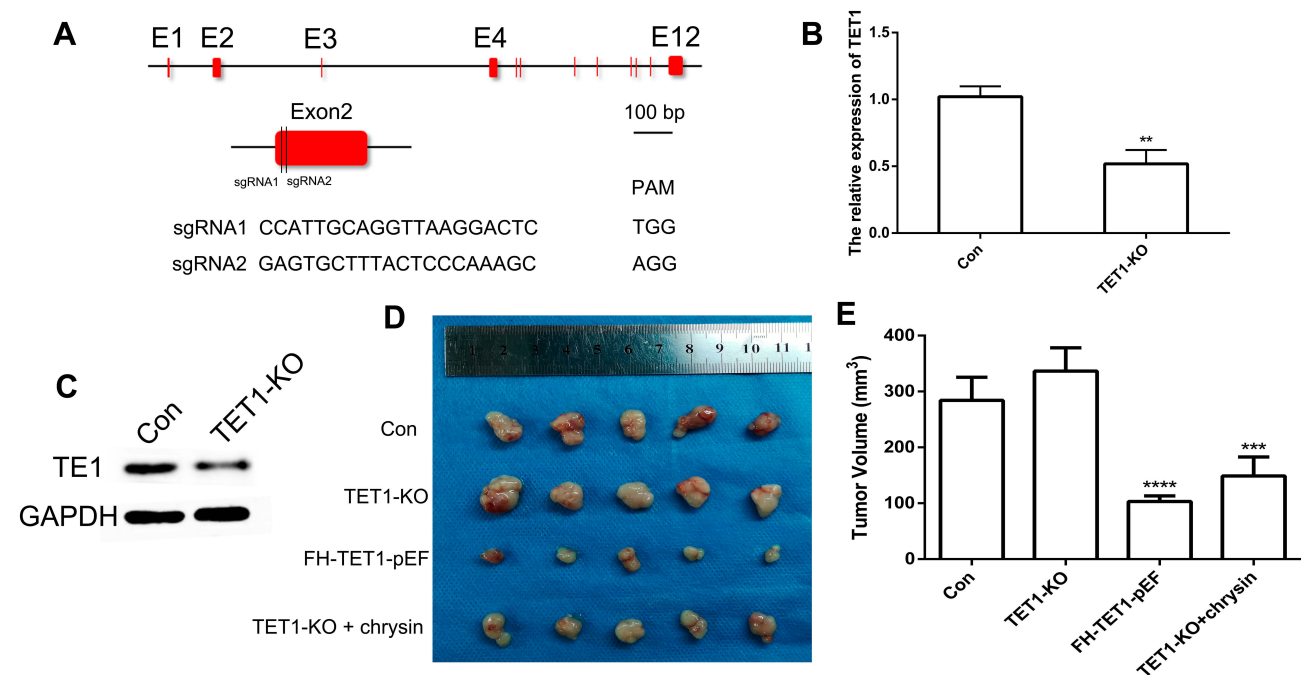 A
E1 E2 E3 E4 E12
Exon2
100 bp
sgRNA1 sgRNA2
PAM
sgRNA1 CCATTGCAGGTTAAGGACTC TGG
sgRNA2 GAGTGCTTTACTCCCAAAGC AGG
B
The relative expression of TET1
1.5
1.0
0.5
0.0
**
Con
TET1-KO
C
Con TET1-KO
TE1
GAPDH
D
1 2 3 4 5 6 7 8 9 10 11 1
Con
TET1-KO
FH-TET1-pEF
TET1-KO + chrysin
E
Tumor Volume (mm3)
400
300
200
100
0
****
***
Con
TET1-KO
FH-TET1-pEF
TET1-KO+chrysin